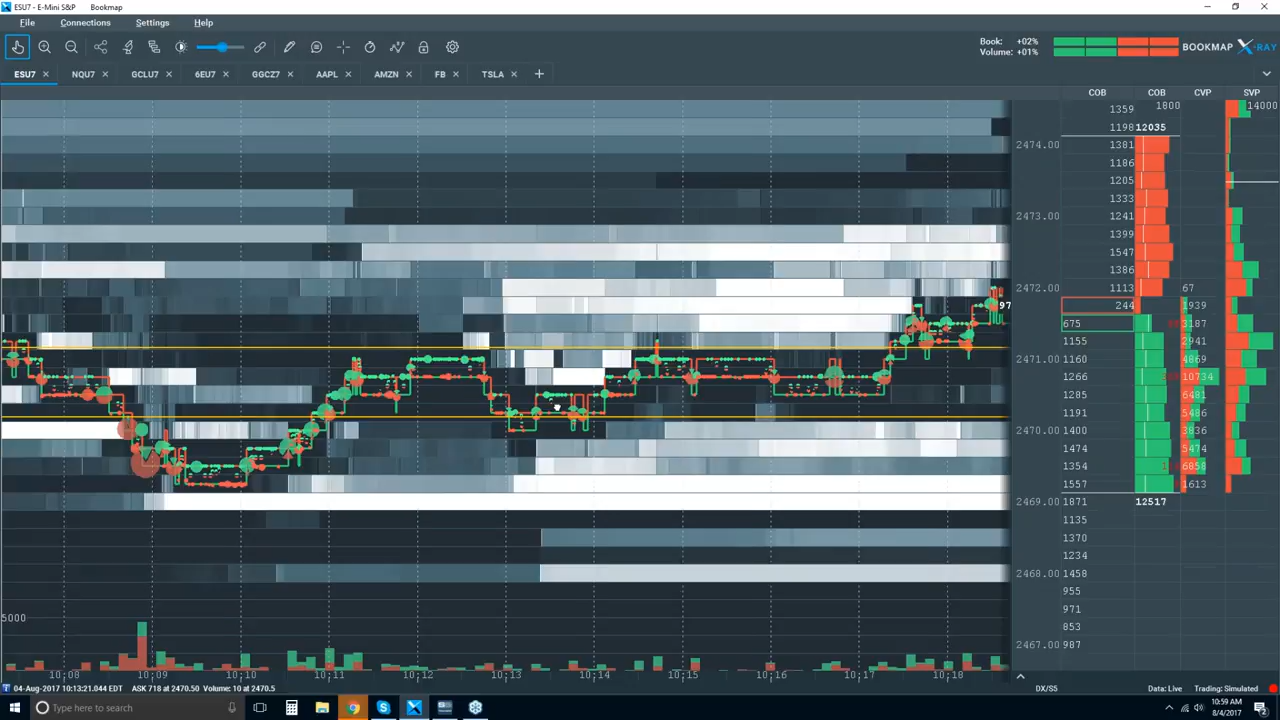 ESU7 - E-Mini S&P Bookmap
File Connections Settings Help
Book: +02%
Volume: +01%
BOOKMAP X-RAY
ESU7 NQU7 GCLU7 6EU7 GGCZ7 AAPL AMZN FB TSLA
COB COB CVP SVP
1359 1800 14000
1198 12035
2474.00 1381
1186
1205
1333
2473.00 1241
1399
1547
1386
2472.00 1113 67
97 244 1939
675 3187
1155 2941
2471.00 1160 4869
1266 10734
1285 6481
1191 5486
2470.00 1400 3836
1474 5474
1354 6858
1557 1613
2469.00 1871 12517
1135
1370
1234
2468.00 1458
955
971
5000 853
2467.00 987
10:08 10:09 10:10 10:11 10:12 10:13 10:14 10:15 10:16 10:17 10:18
04-Aug-2017 10:13:21.044 EDT ASK 718 at 2470.50 Volume: 10 at 2470.5 DX/S5 Data: Live Trading: Simulated
Type here to search
10:59 AM
8/4/2017
2